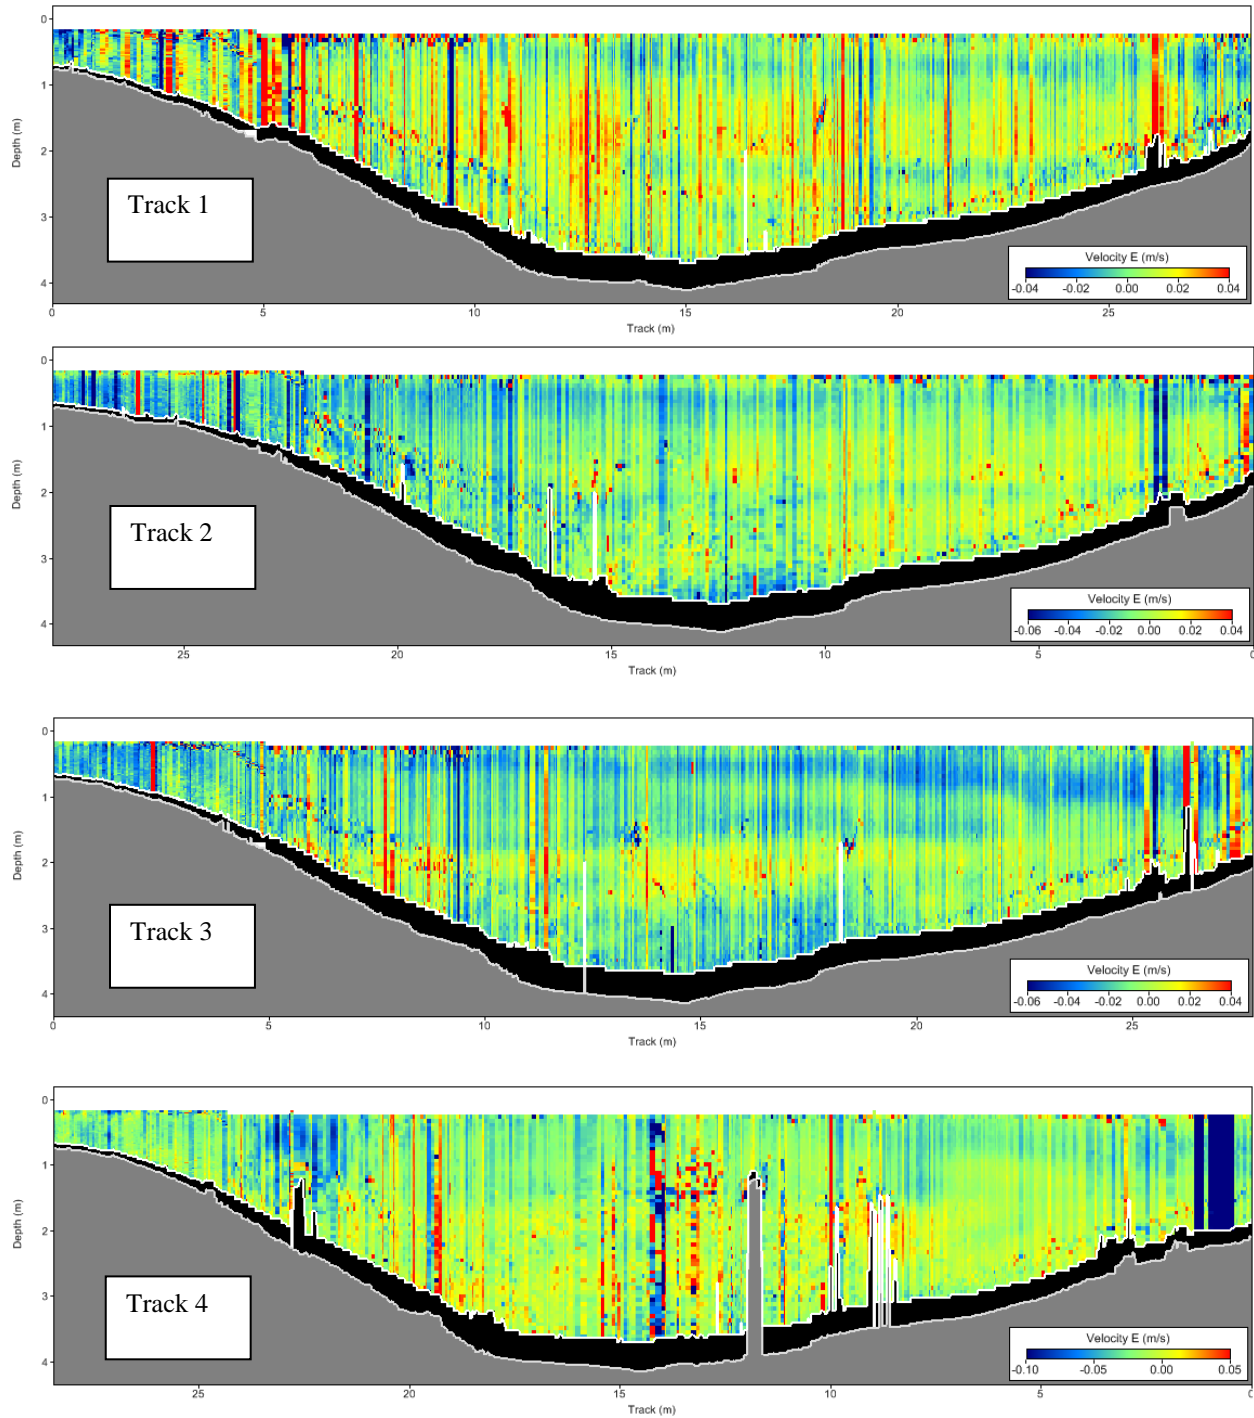 0
1
2
3
4
Depth (m)
Track 1
Velocity E (m/s)
-0.04 -0.02 0.00 0.02 0.04
0 5 10 15 20 25
Track (m)
0
1
2
3
4
Depth (m)
Track 2
Velocity E (m/s)
-0.06 -0.04 -0.02 0.00 0.02 0.04
25 20 15 10 5 0
Track (m)
0
1
2
3
4
Depth (m)
Track 3
Velocity E (m/s)
-0.06 -0.04 -0.02 0.00 0.02 0.04
0 5 10 15 20 25
Track (m)
0
1
2
3
4
Depth (m)
Track 4
Velocity E (m/s)
-0.10 -0.05 0.00 0.05
25 20 15 10 5 0
Track (m)